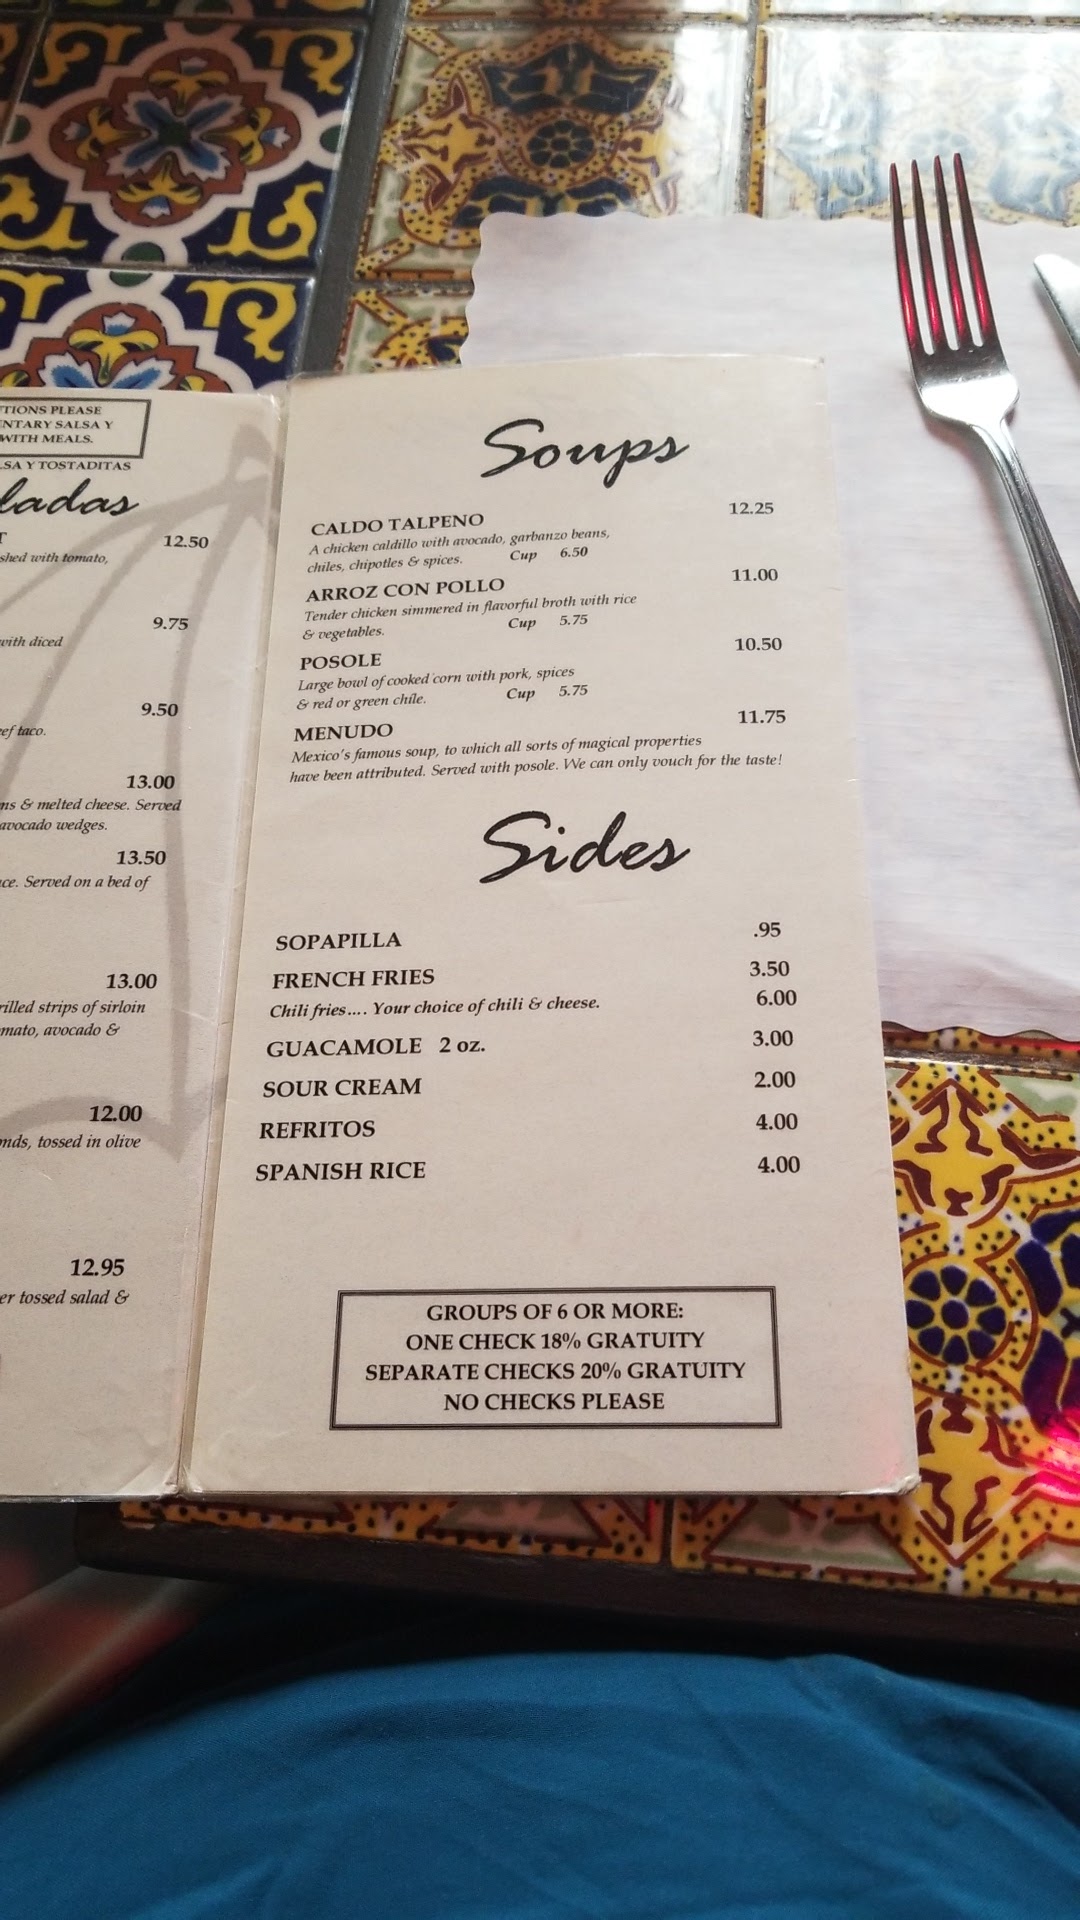 TIONS PLEASE
ENTARY SALSA Y
WITH MEALS.
LSA Y TOSTADITAS
ladas
T 12.50
shed with tomato,
9.75
with diced
9.50
eef taco.
13.00
ns & melted cheese. Served
avocado wedges.
13.50
ce. Served on a bed of
13.00
rilled strips of sirloin
mato, avocado &
12.00
nds, tossed in olive
12.95
er tossed salad &
Soups
CALDO TALPENO 12.25
A chicken caldillo with avocado, garbanzo beans,
chiles, chipotles & spices. Cup 6.50
ARROZ CON POLLO 11.00
Tender chicken simmered in flavorful broth with rice
& vegetables. Cup 5.75
POSOLE 10.50
Large bowl of cooked corn with pork, spices
& red or green chile. Cup 5.75
MENUDO 11.75
Mexico's famous soup, to which all sorts of magical properties
have been attributed. Served with posole. We can only vouch for the taste!
Sides
SOPAPILLA .95
FRENCH FRIES 3.50
Chili fries.... Your choice of chili & cheese. 6.00
GUACAMOLE 2 oz. 3.00
SOUR CREAM 2.00
REFRITOS 4.00
SPANISH RICE 4.00
GROUPS OF 6 OR MORE:
ONE CHECK 18% GRATUITY
SEPARATE CHECKS 20% GRATUITY
NO CHECKS PLEASE